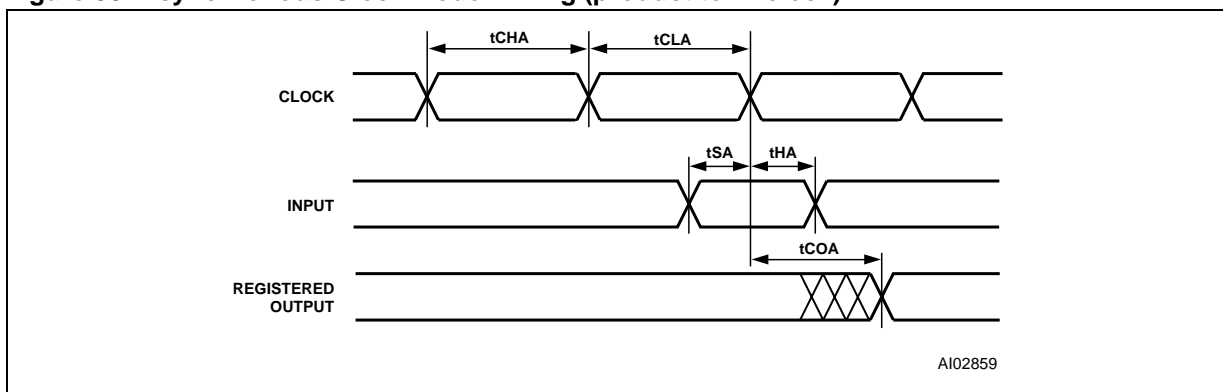 tCHA tCLA
CLOCK
tSA tHA
INPUT
tCOA
REGISTERED
OUTPUT
AI02859